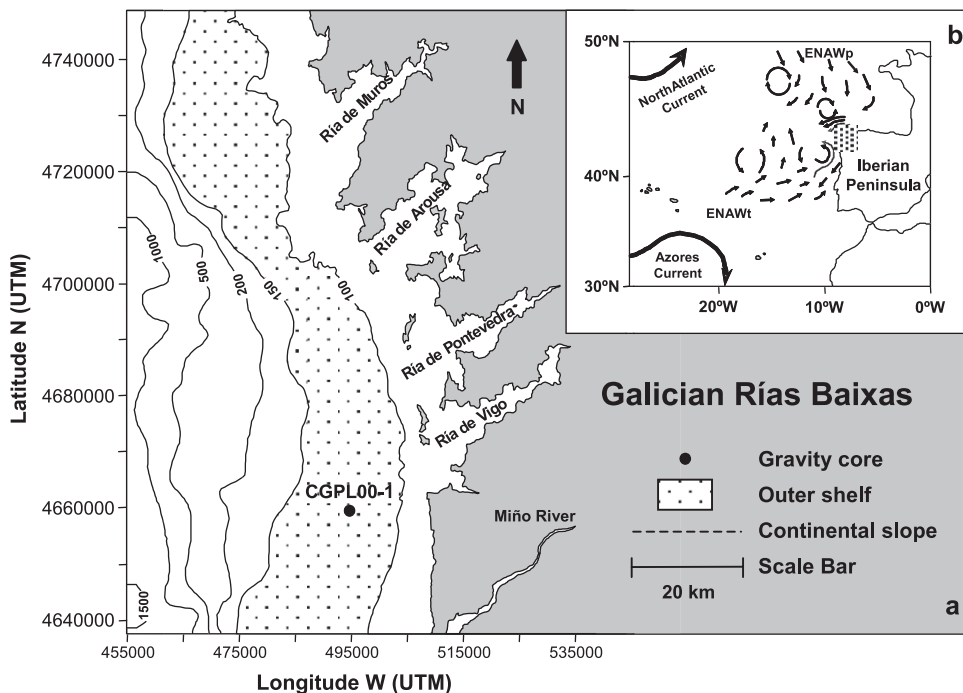 4740000
4720000
4700000
4680000
4660000
4640000
Latitude N (UTM)
455000
475000
495000
515000
535000
Longitude W (UTM)
1000
500
200
150
100
1500
Ría de Muros
Ría de Arousa
Ría de Pontevedra
Ría de Vigo
Miño River
CGPL00-1
N
b
50ºN
40ºN
30ºN
20ºW
10ºW
0ºW
ENAWp
NorthAtlantic
Current
Iberian
Peninsula
ENAWt
Azores
Current
Galician Rías Baixas
Gravity core
Outer shelf
Continental slope
Scale Bar
20 km
a